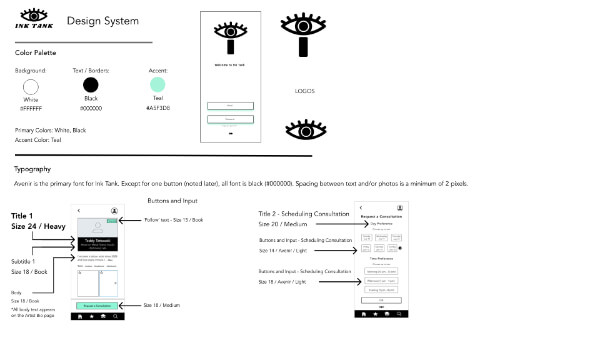 INK TANK
Design System
Color Palette
Background:
Text / Borders:
Accent:
White
Black
Teal
#FFFFFF
#000000
#A5F3DB
Primary Colors: White, Black
Accent Color: Teal
Welcome to Ink Tank
LOGOS
Typography
Avenir is the primary font for Ink Tank. Except for one button (noted later), all font is black (#000000). Spacing between text and/or photos is a minimum of 2 pixels.
Buttons and Input
Title 1
Size 24 / Heavy
Subtitle 1
Size 18 / Book
Body
Size 18 / Book
*All body text appears
on the Artist Bio page
"Follow" text - Size 15 / Book
Size 18 / Medium
Title 2 - Scheduling Consultation
Size 20 / Medium
Buttons and Input - Scheduling Consultation
Size 14 / Avenir / Light
Buttons and Input - Scheduling Consultation
Size 18 / Avenir / Light
Request a Consultation
Day Preference
Time Preference